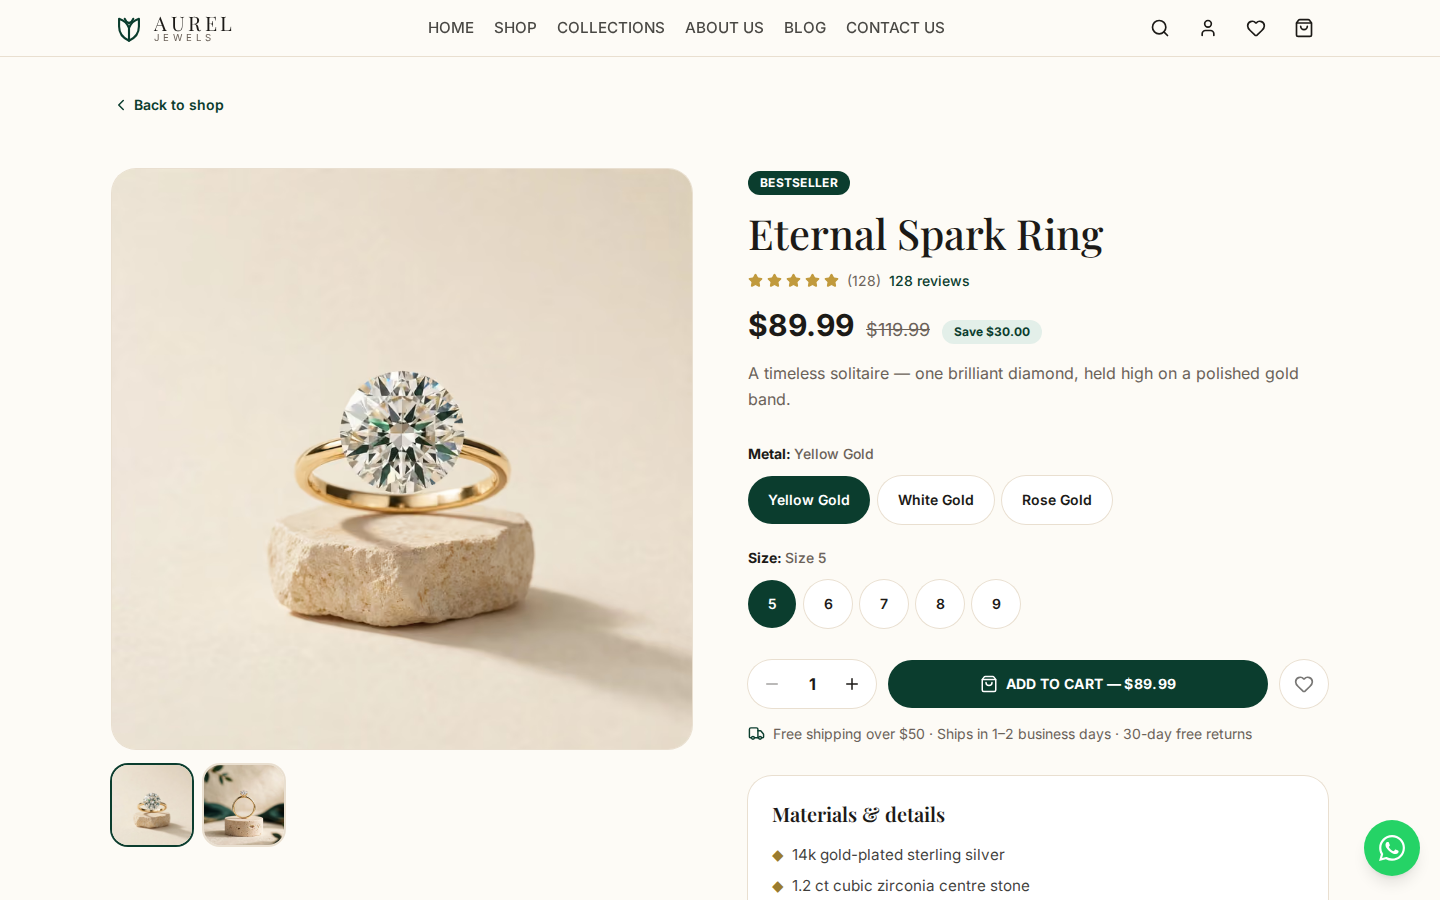 AUREL
JEWELS
HOME SHOP COLLECTIONS ABOUT US BLOG CONTACT US
Back to shop
BESTSELLER
Eternal Spark Ring
(128) 128 reviews
$89.99 $119.99 Save $30.00
A timeless solitaire — one brilliant diamond, held high on a polished gold
band.
Metal: Yellow Gold
Yellow Gold White Gold Rose Gold
Size: Size 5
5 6 7 8 9
1 ADD TO CART — $89.99
Free shipping over $50 · Ships in 1–2 business days · 30-day free returns
Materials & details
14k gold-plated sterling silver
1.2 ct cubic zirconia centre stone